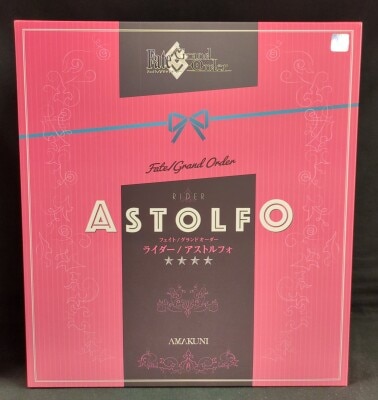 Fate Grand Order
Fate/Grand Order
RIDER
ASTOLFO
フェイト/グランドオーダー
ライダー/アストルフォ
★★★★
AMAKUNI